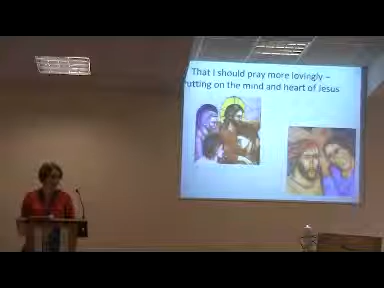 That I should pray more lovingly –
utting on the mind and heart of Jesus